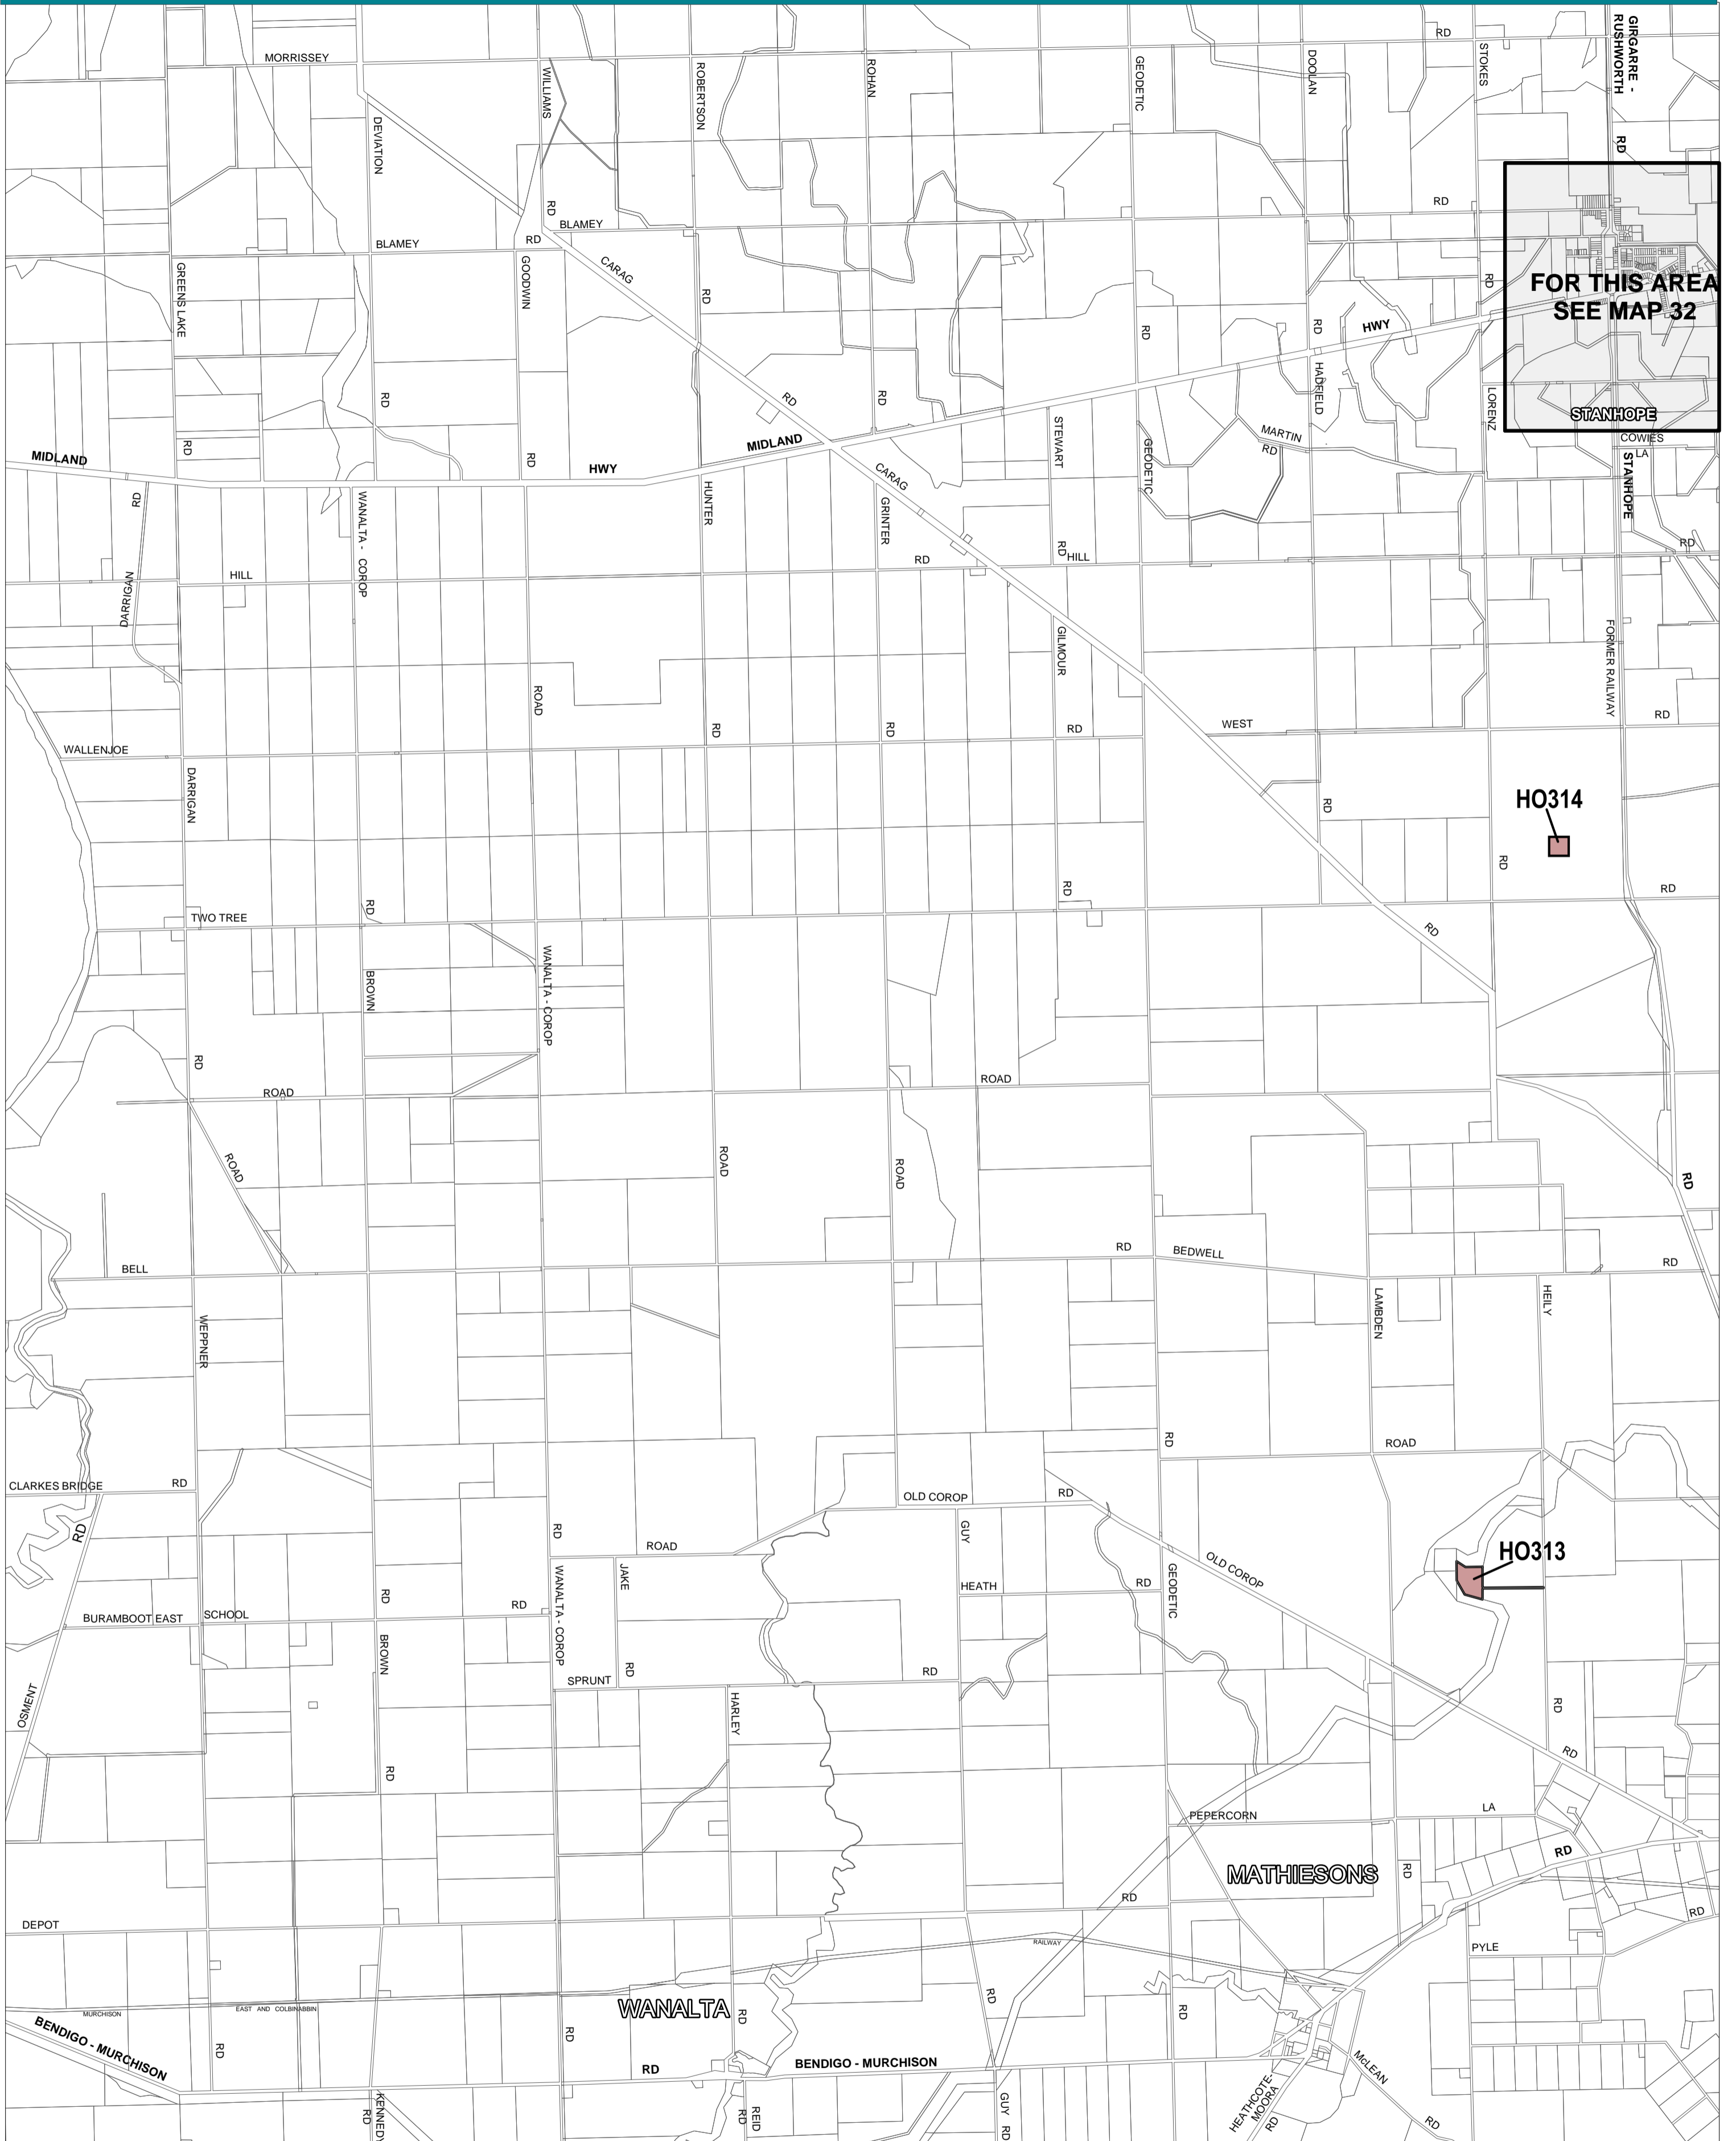 GIRGARRE -
RUSHWORTH
RD
STOKES
MORRISSEY
WILLIAMS
ROBERTSON
ROHAN
GEODETIC
DOOLAN
DEVIATION
RD
RD
RD
BLAMEY
RD
BLAMEY
GREENS LAKE
GOODWIN
CARAG
RD
RD
FOR THIS AREA
SEE MAP 32
HWY
RD
RD
HADFIELD
RD
RD
RD
LORENZ
STANHOPE
COWIES
LA
MIDLAND
RD
RD
HWY
MIDLAND
CARAG
STEWART
GEODETIC
MARTIN
RD
STANHOPE
RD
WANALTA - COROP
HUNTER
GRINTER
RD
RD
HILL
RD
DARRIGAN
HILL
GILMOUR
FORMER RAILWAY
ROAD
RD
RD
RD
WEST
RD
WALLENJOE
DARRIGAN
RD
HO314
RD
RD
RD
RD
TWO TREE
RD
BROWN
WANALTA - COROP
RD
ROAD
ROAD
ROAD
ROAD
ROAD
RD
BELL
RD
BEDWELL
RD
WEPPNER
LAMBDEN
HEILY
RD
ROAD
CLARKES BRIDGE
RD
OLD COROP
RD
RD
RD
ROAD
GUY
OLD COROP
HO313
WANALTA - COROP
JAKE
HEATH
RD
GEODETIC
RD
BURAMBOOT EAST
SCHOOL
RD
BROWN
RD
SPRUNT
RD
OSMENT
HARLEY
RD
RD
RD
PEPERCORN
LA
RD
MATHIESONS
RD
RD
DEPOT
RD
PYLE
RAILWAY
MURCHISON
EAST AND COLBINABBIN
WANALTA
RD
RD
RD
BENDIGO - MURCHISON
RD
RD
RD
BENDIGO - MURCHISON
McLEAN
HEATHCOTE-
MOORA
RD
KENNEDY
RD
REID
RD
GUY
RD
RD